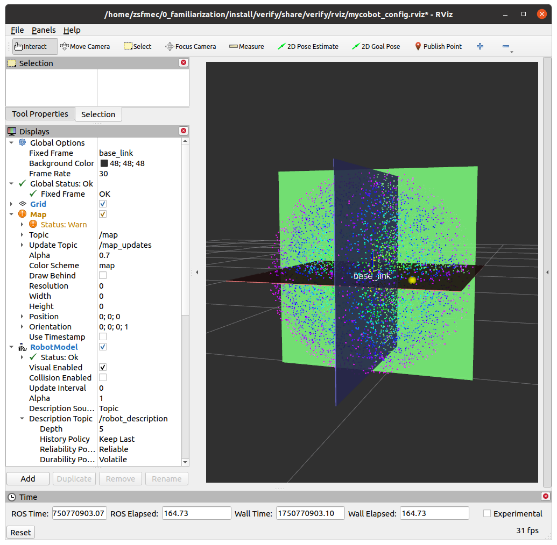 /home/zsfmec/0_familiarization/install/verify/share/verify/rviz/mycobot_config.rviz* - RViz
File Panels Help
Interact Move Camera Select Focus Camera Measure 2D Pose Estimate 2D Goal Pose Publish Point
Selection
Tool Properties Selection
Displays
Global Options
Fixed Frame base_link
Background Color 48; 48; 48
Frame Rate 30
Global Status: Ok
Fixed Frame OK
Grid
Map
Status: Warn
Topic /map
Update Topic /map_updates
Alpha 0.7
Color Scheme map
Draw Behind
Resolution 0
Width 0
Height 0
Position 0; 0; 0
Orientation 0; 0; 0; 1
Use Timestamp
RobotModel
Status: Ok
Visual Enabled
Collision Enabled
Update Interval 0
Alpha 1
Description Sou... Topic
Description Topic /robot_description
Depth 5
History Policy Keep Last
Reliability Po... Reliable
Durability Po... Volatile
Add Duplicate Remove Rename
base_link
Time
ROS Time: 750770903.07 ROS Elapsed: 164.73 Wall Time: 1750770903.10 Wall Elapsed: 164.73 Experimental
Reset 31 fps